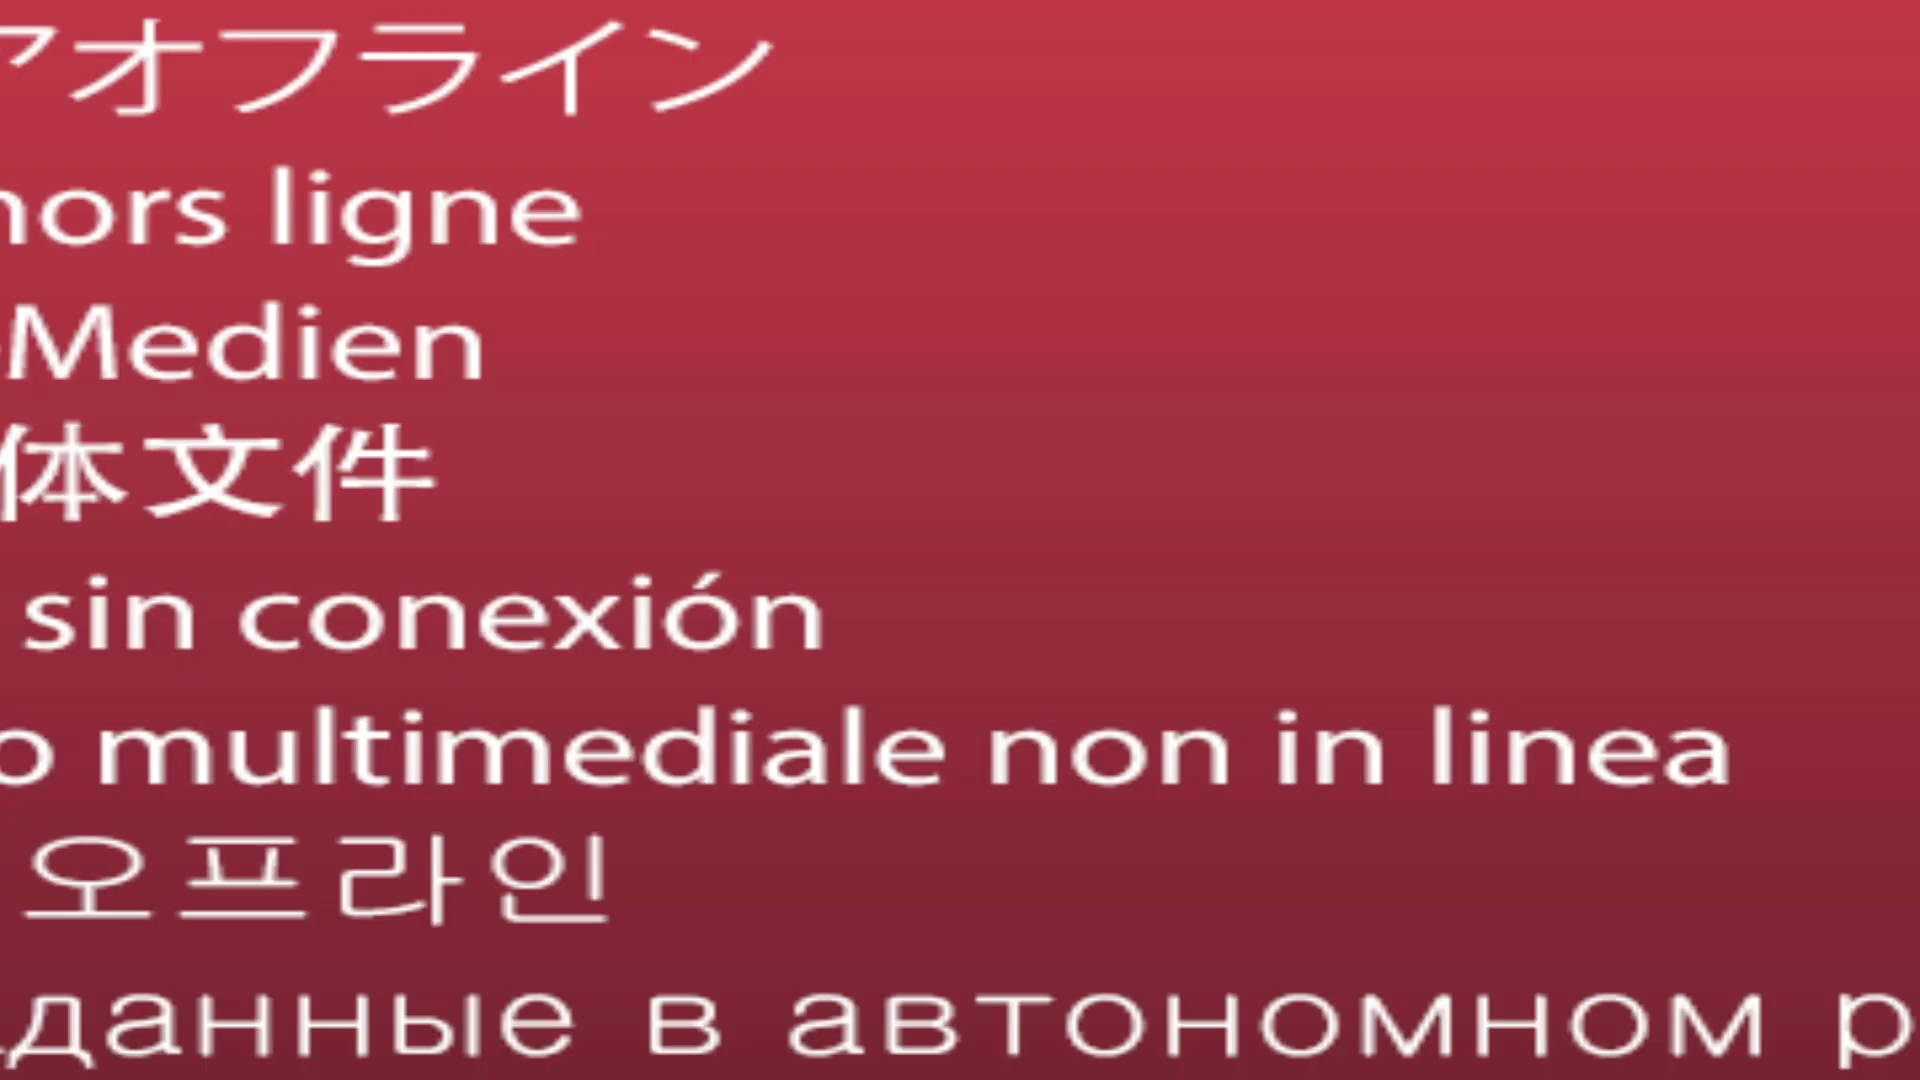 アオフライン
hors ligne
Medien
体文件
sin conexión
o multimediale non in linea
오프라인
аданные в автономном р